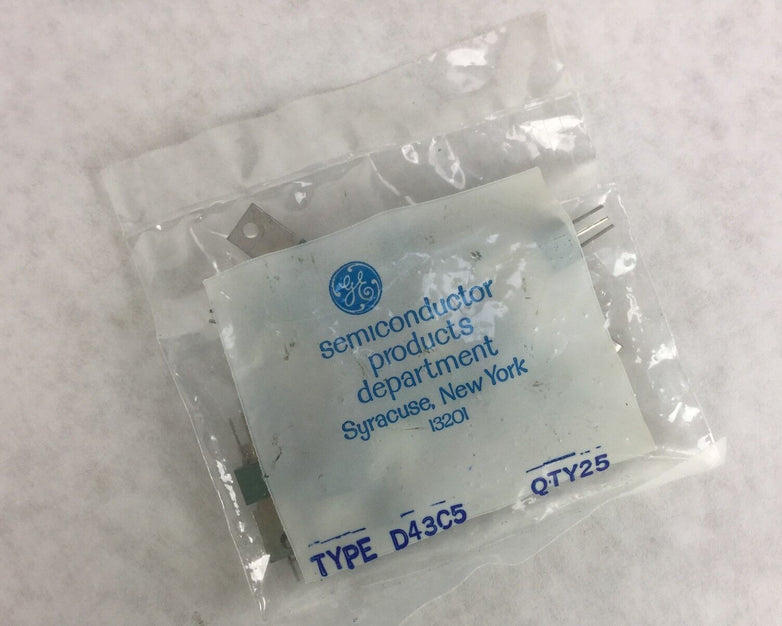 GE
semiconductor
products
department
Syracuse, New York
13201
TYPE D43C5 QTY25